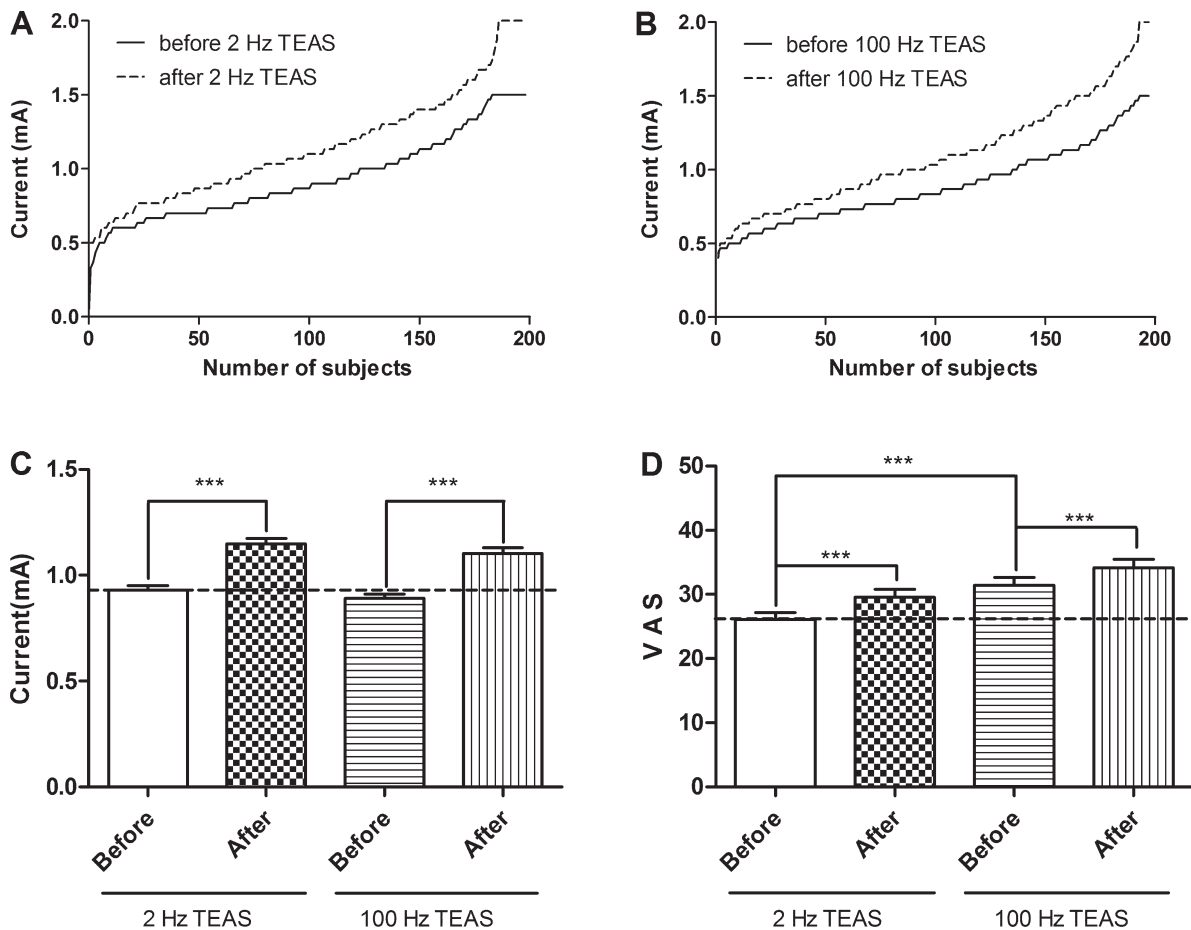 A
before 2 Hz TEAS
after 2 Hz TEAS
Current (mA)
2.0
1.5
1.0
0.5
0.0
0 50 100 150 200
Number of subjects
B
before 100 Hz TEAS
after 100 Hz TEAS
Current (mA)
2.0
1.5
1.0
0.5
0.0
0 50 100 150 200
Number of subjects
C
Current(mA)
1.5
1.0
0.5
0.0
*** ***
Before After Before After
2 Hz TEAS 100 Hz TEAS
D
V A S
50
40
30
20
10
0
***
***
***
Before After Before After
2 Hz TEAS 100 Hz TEAS